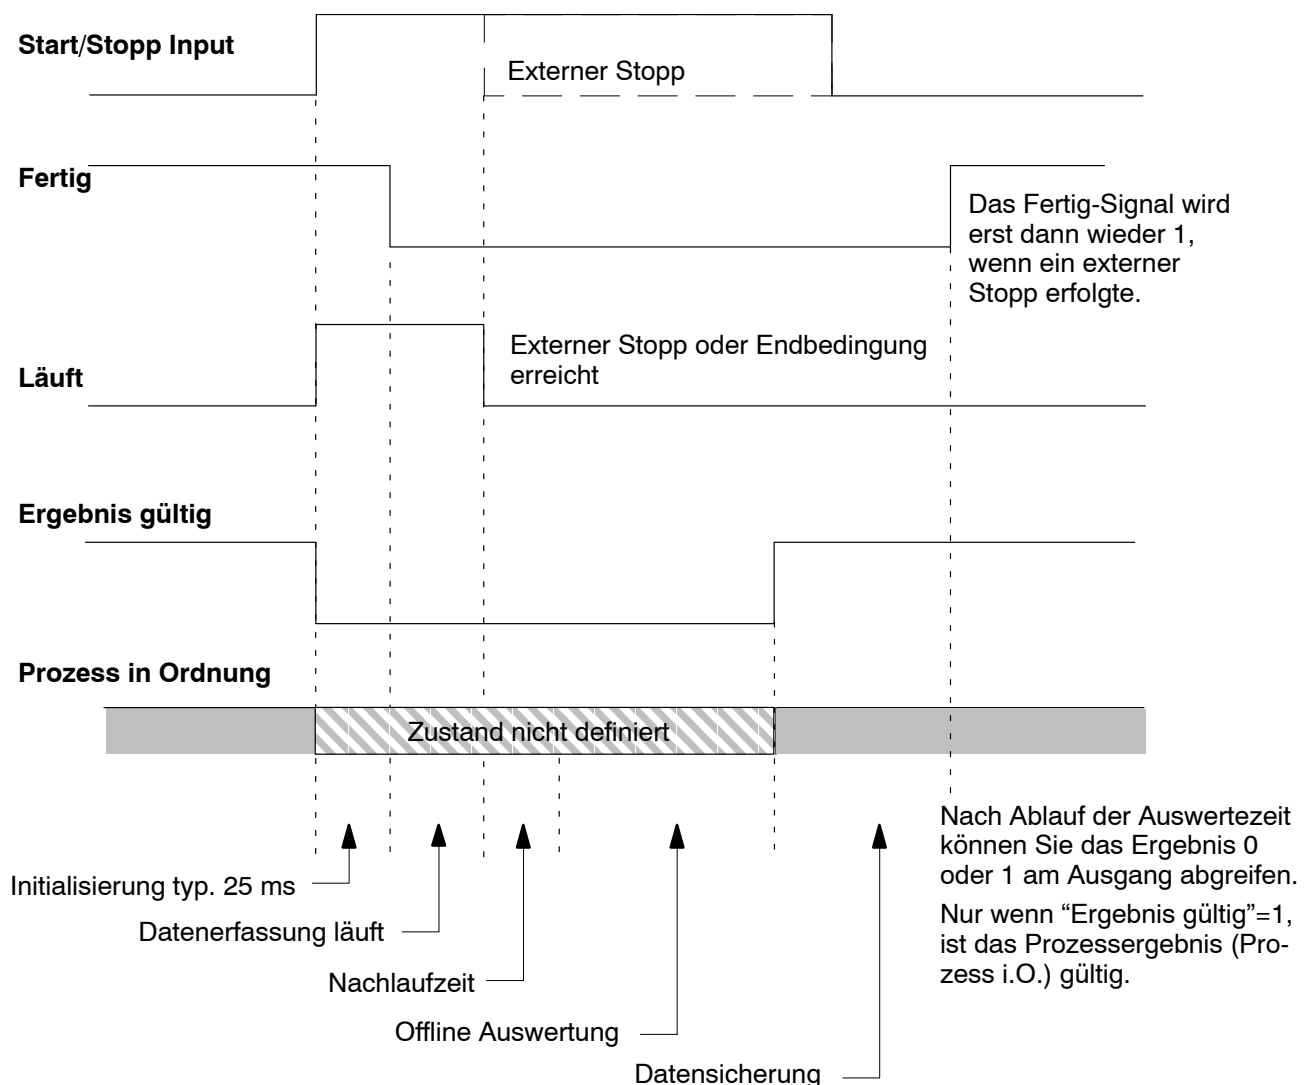 Start/Stopp Input
Externer Stopp
Fertig
Das Fertig-Signal wird
erst dann wieder 1,
wenn ein externer
Stopp erfolgte.
Externer Stopp oder Endbedingung
erreicht
Läuft
Ergebnis gültig
Prozess in Ordnung
Zustand nicht definiert
Nach Ablauf der Auswertezeit
können Sie das Ergebnis 0
oder 1 am Ausgang abgreifen.
Nur wenn “Ergebnis gültig”=1,
ist das Prozessergebnis (Pro-
zess i.O.) gültig.
Initialisierung typ. 25 ms
Datenerfassung läuft
Nachlaufzeit
Offline Auswertung
Datensicherung